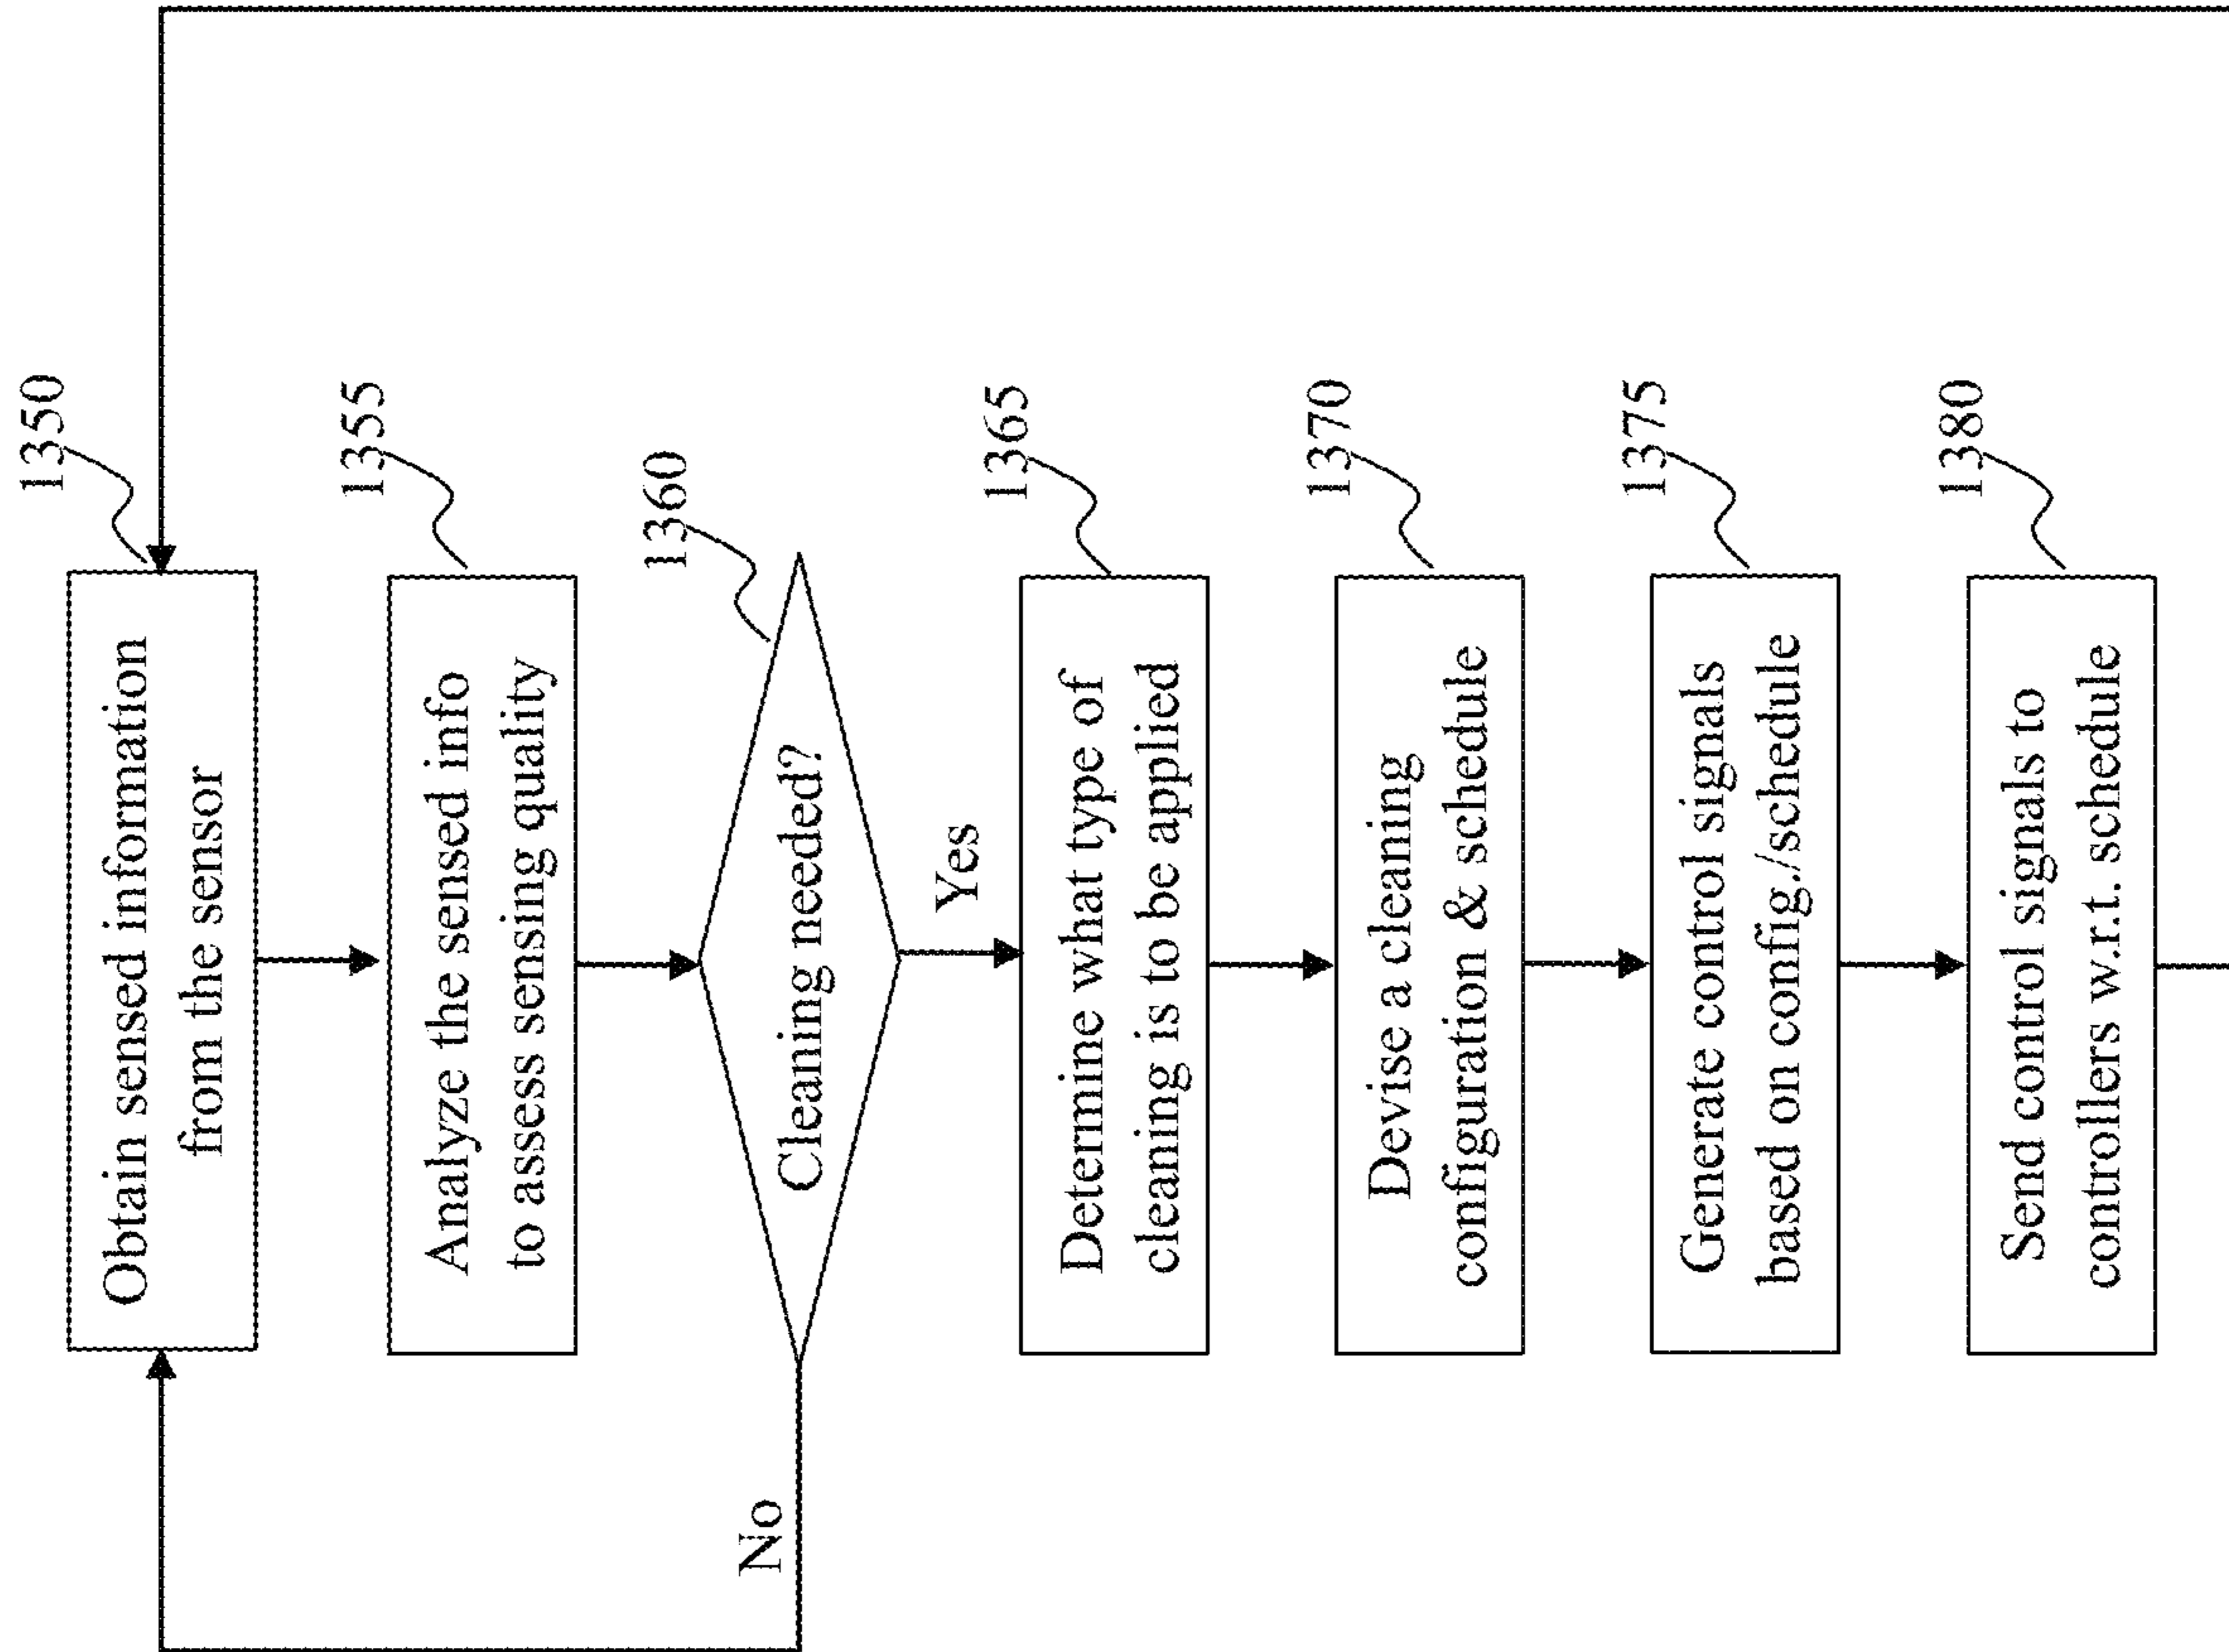 1350
Obtain sensed information
from the sensor
1355
Analyze the sensed info
to assess sensing quality
1360
Cleaning needed?
No
Yes
1365
Determine what type of
cleaning is to be applied
1370
Devise a cleaning
configuration & schedule
1375
Generate control signals
based on config./schedule
1380
Send control signals to
controllers w.r.t. schedule